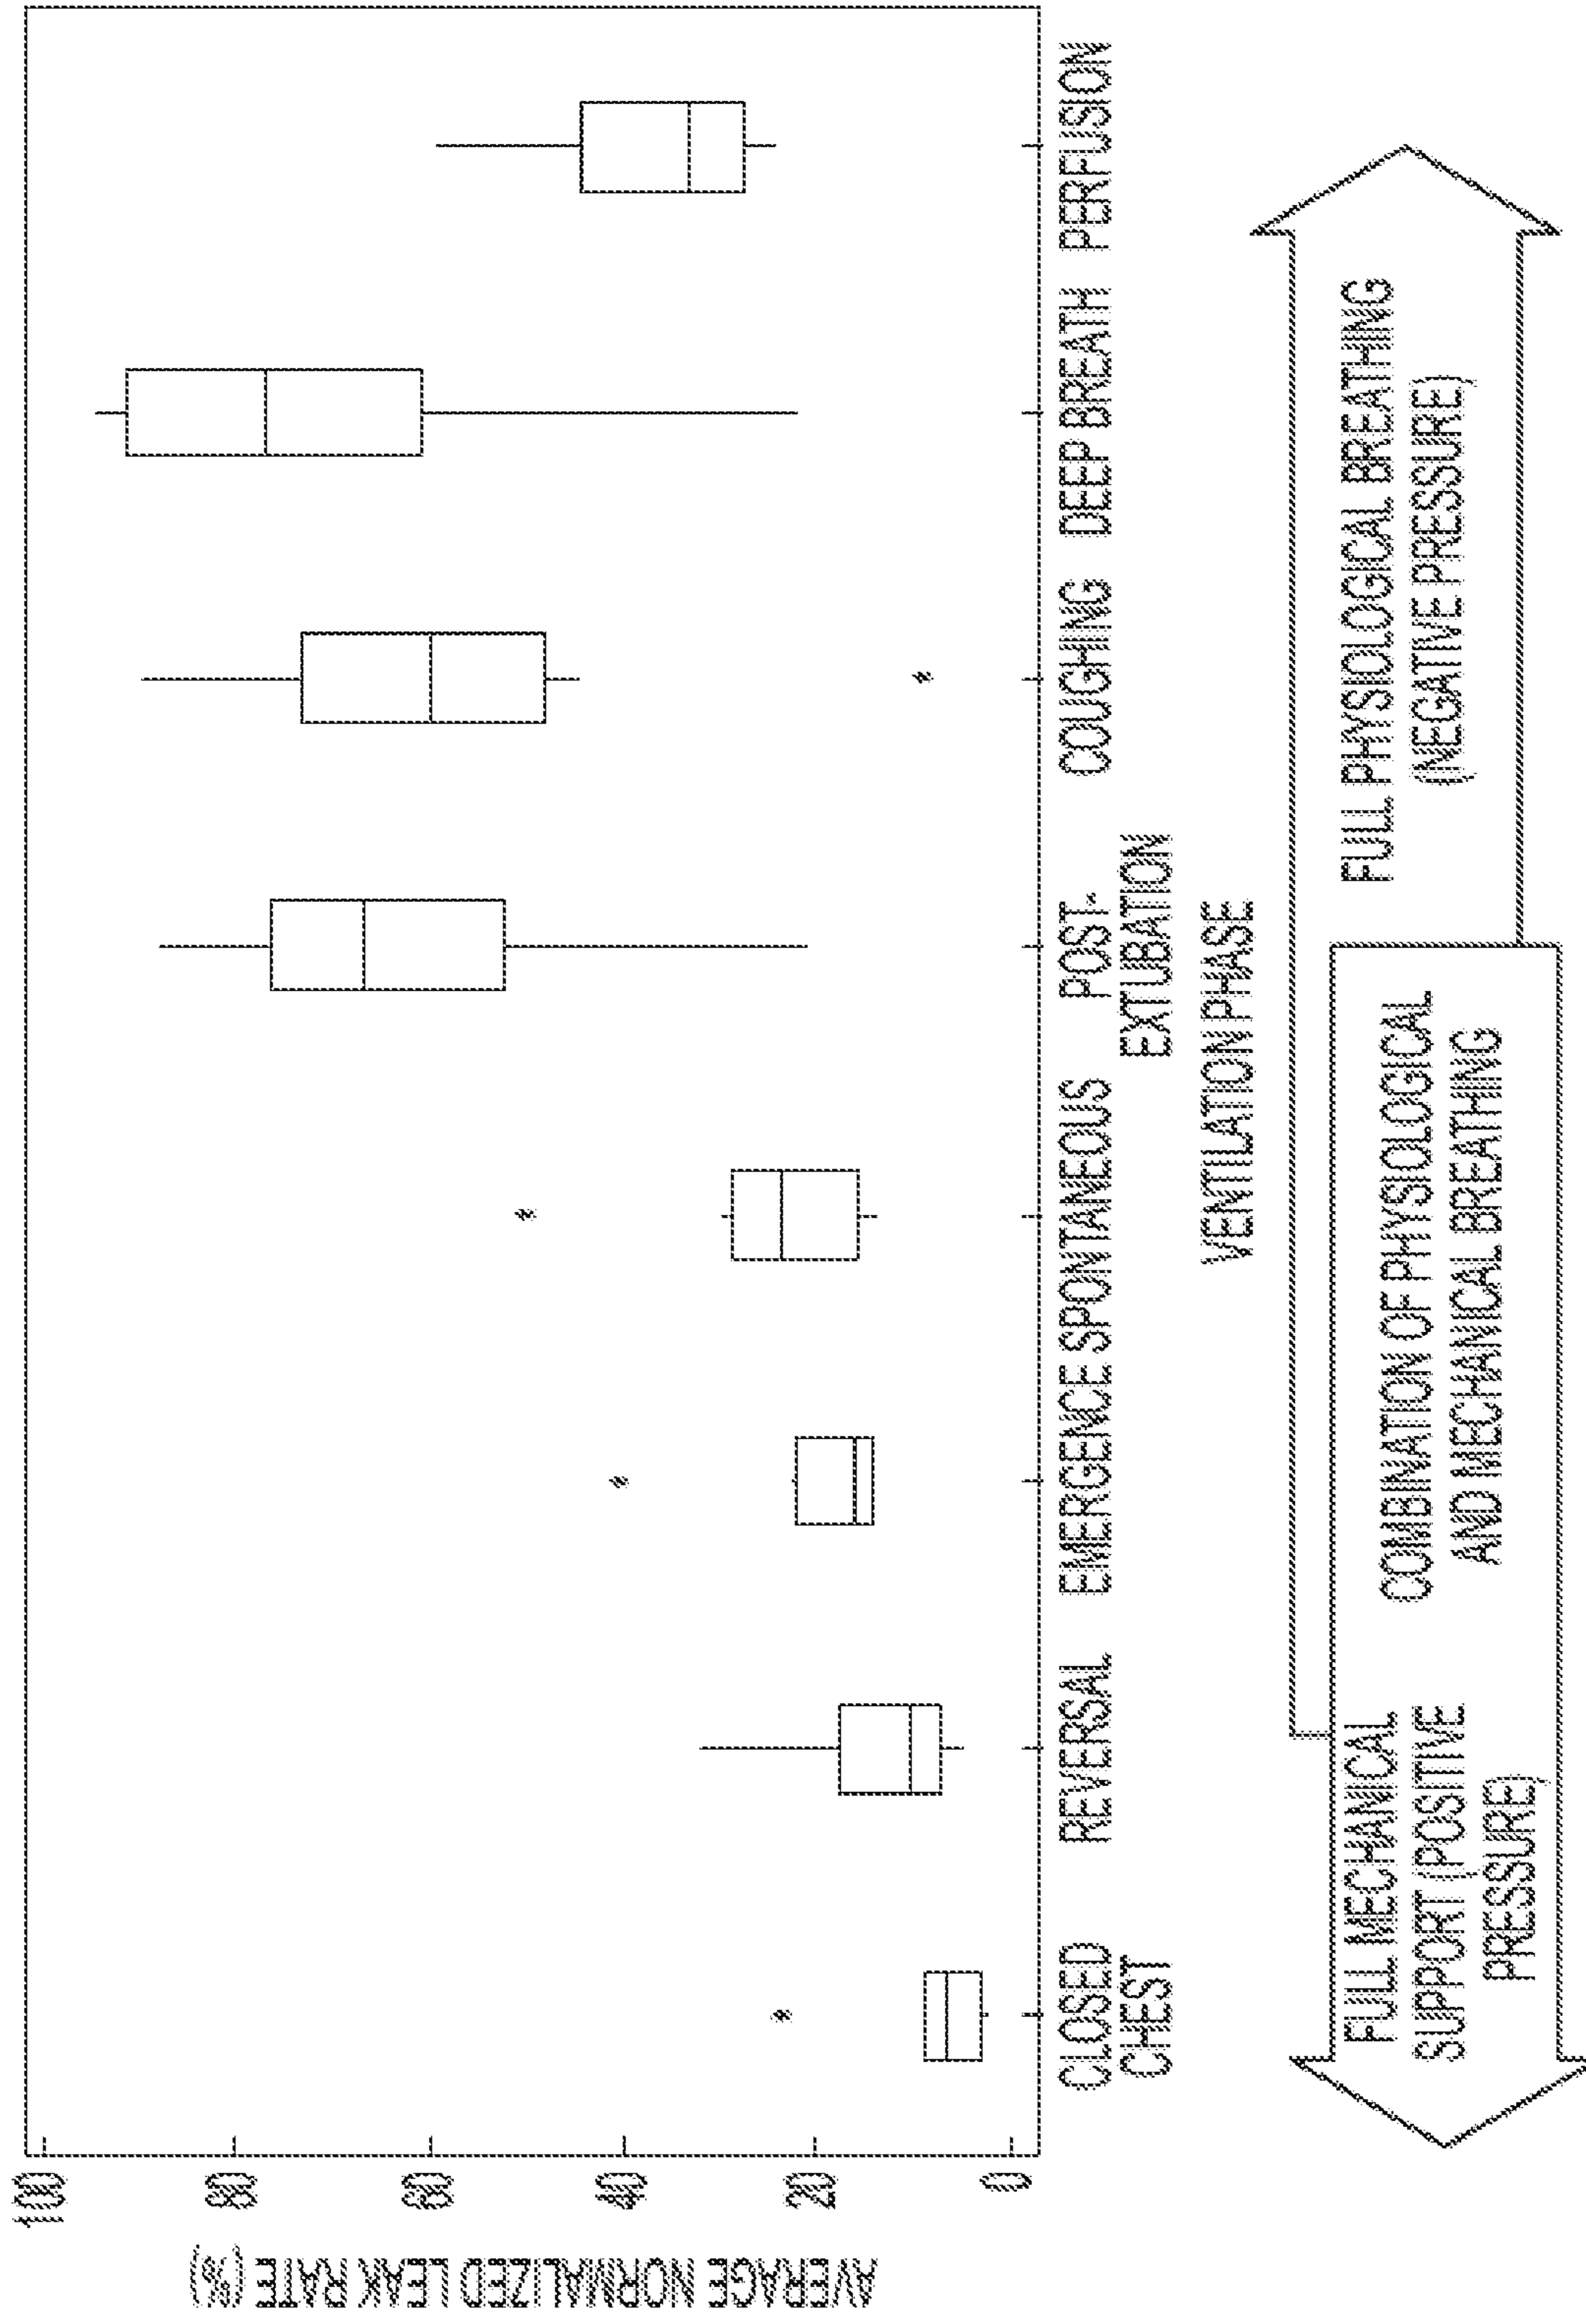 AVERAGE NORMALIZED LEAK RATE (%)
100
80
60
40
20
0
CLOSED
CHEST
REVERSAL
EMERGENCE
SPONTANEOUS
POST-
EXTUBATION
COUGHING
DEEP BREATH
PERFUSION
VENTILATION PHASE
FULL MECHANICAL
SUPPORT (POSITIVE
PRESSURE)
COMBINATION OF PHYSIOLOGICAL
AND MECHANICAL BREATHING
FULL PHYSIOLOGICAL BREATHING
(NEGATIVE PRESSURE)